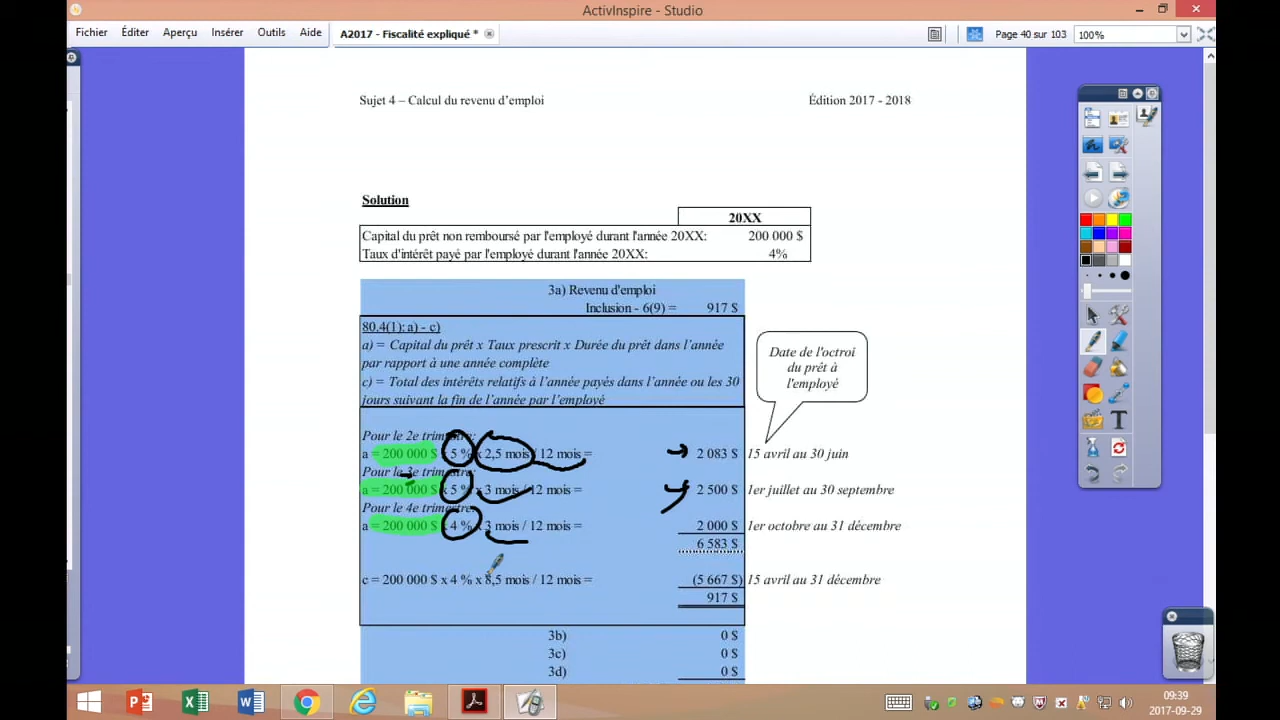 ActivInspire - Studio
Fichier Éditer Aperçu Insérer Outils Aide A2017 - Fiscalité expliqué * Page 40 sur 103 100%
Sujet 4 – Calcul du revenu d'emploi Édition 2017 - 2018
Solution
20XX
Capital du prêt non remboursé par l'employé durant l'année 20XX: 200 000 $
Taux d'intérêt payé par l'employé durant l'année 20XX: 4%
3a) Revenu d'emploi
Inclusion - 6(9) = 917 $
80.4(1): a) - c)
a) = Capital du prêt x Taux prescrit x Durée du prêt dans l'année
par rapport à une année complète
c) = Total des intérêts relatifs à l'année payés dans l'année ou les 30
jours suivant la fin de l'année par l'employé
Date de l'octroi
du prêt à
l'employé
Pour le 2e trimestre:
a = 200 000 $ x 5 % x 2,5 mois / 12 mois = 2 083 $ 15 avril au 30 juin
Pour le 3e trimestre:
a = 200 000 $ x 5 % x 3 mois / 12 mois = 2 500 $ 1er juillet au 30 septembre
Pour le 4e trimestre:
a = 200 000 $ x 4 % x 3 mois / 12 mois = 2 000 $ 1er octobre au 31 décembre
6 583 $
c = 200 000 $ x 4 % x 8,5 mois / 12 mois = (5 667 $) 15 avril au 31 décembre
917 $
3b) 0 $
3c) 0 $
3d) 0 $
09:39
2017-09-29